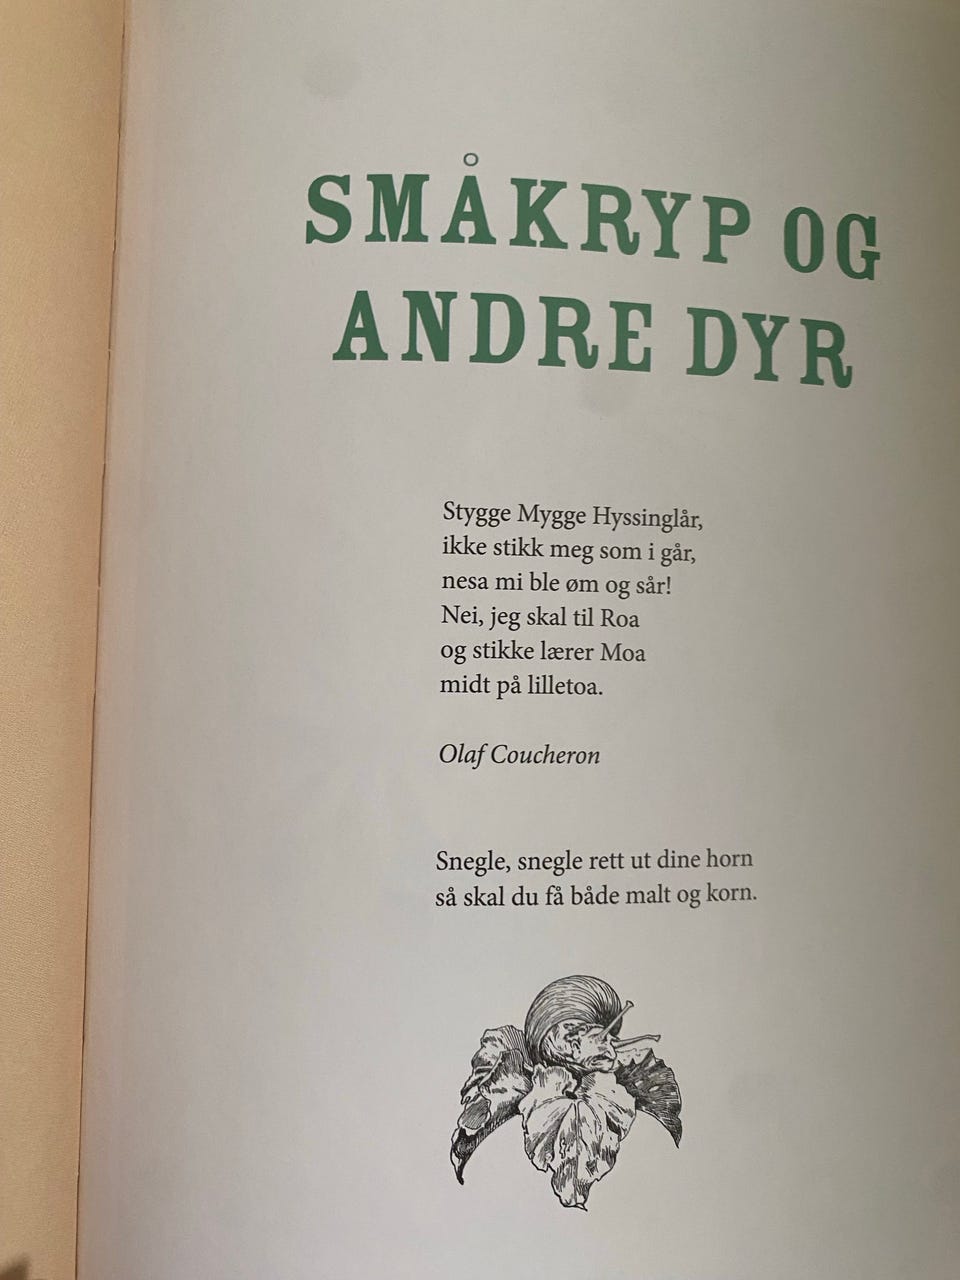 SMÅKRYP OG
ANDRE DYR
Stygge Mygge Hyssinglår,
ikke stikk meg som i går,
nesa mi ble øm og sår!
Nei, jeg skal til Roa
og stikke lærer Moa
midt på lilletoa.
Olaf Coucheron
Snegle, snegle rett ut dine horn
så skal du få både malt og korn.